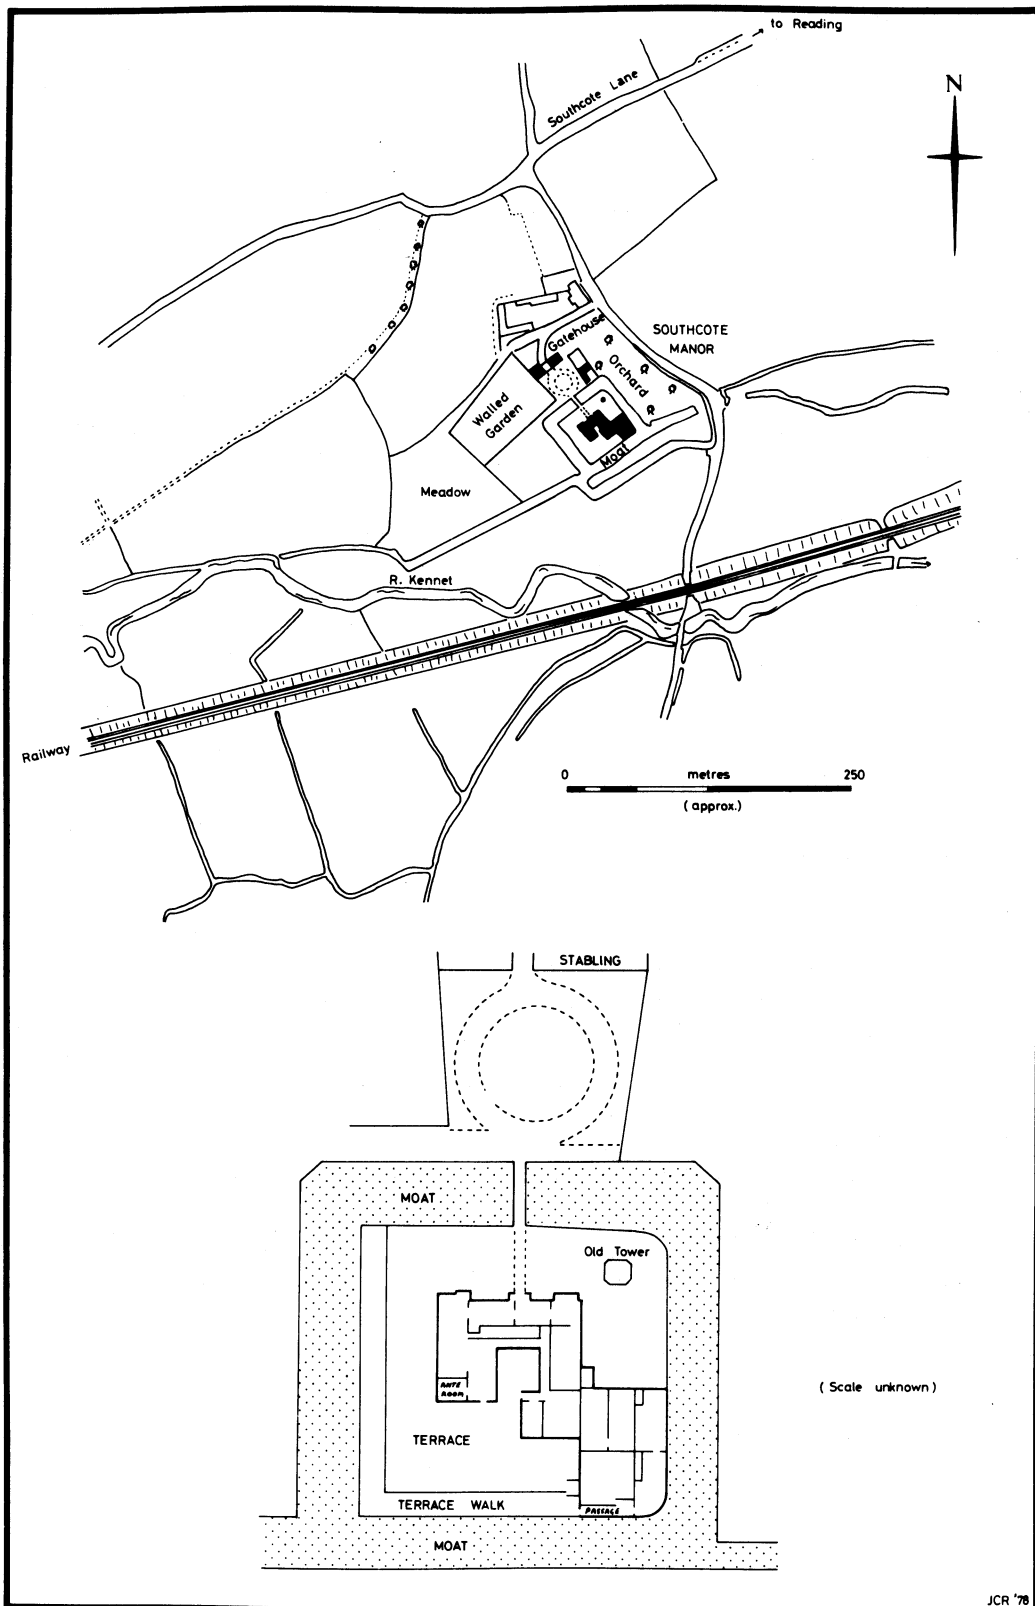 to Reading
Southcote Lane
N
SOUTHCOTE
MANOR
Gatehouse
Orchard
Walled
Garden
Moat
Meadow
R. Kennet
Railway
0 metres 250
(approx.)
STABLING
MOAT
Old Tower
ANTE
ROOM
(Scale unknown)
TERRACE
TERRACE WALK
PASSAGE
MOAT
JCR '78